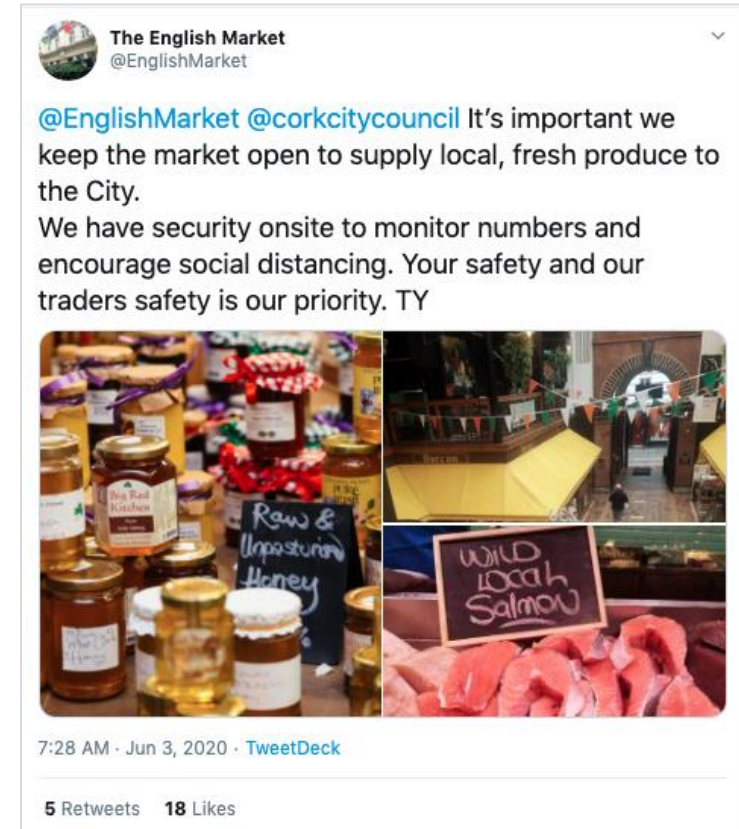 The English Market
@EnglishMarket
@EnglishMarket @corkcitycouncil It's important we
keep the market open to supply local, fresh produce to
the City.
We have security onsite to monitor numbers and
encourage social distancing. Your safety and our
traders safety is our priority. TY
Big Red
Kitchen
Raw &
Honey
WILD
LOCAL
Salmon
7:28 AM · Jun 3, 2020 · TweetDeck
5 Retweets 18 Likes